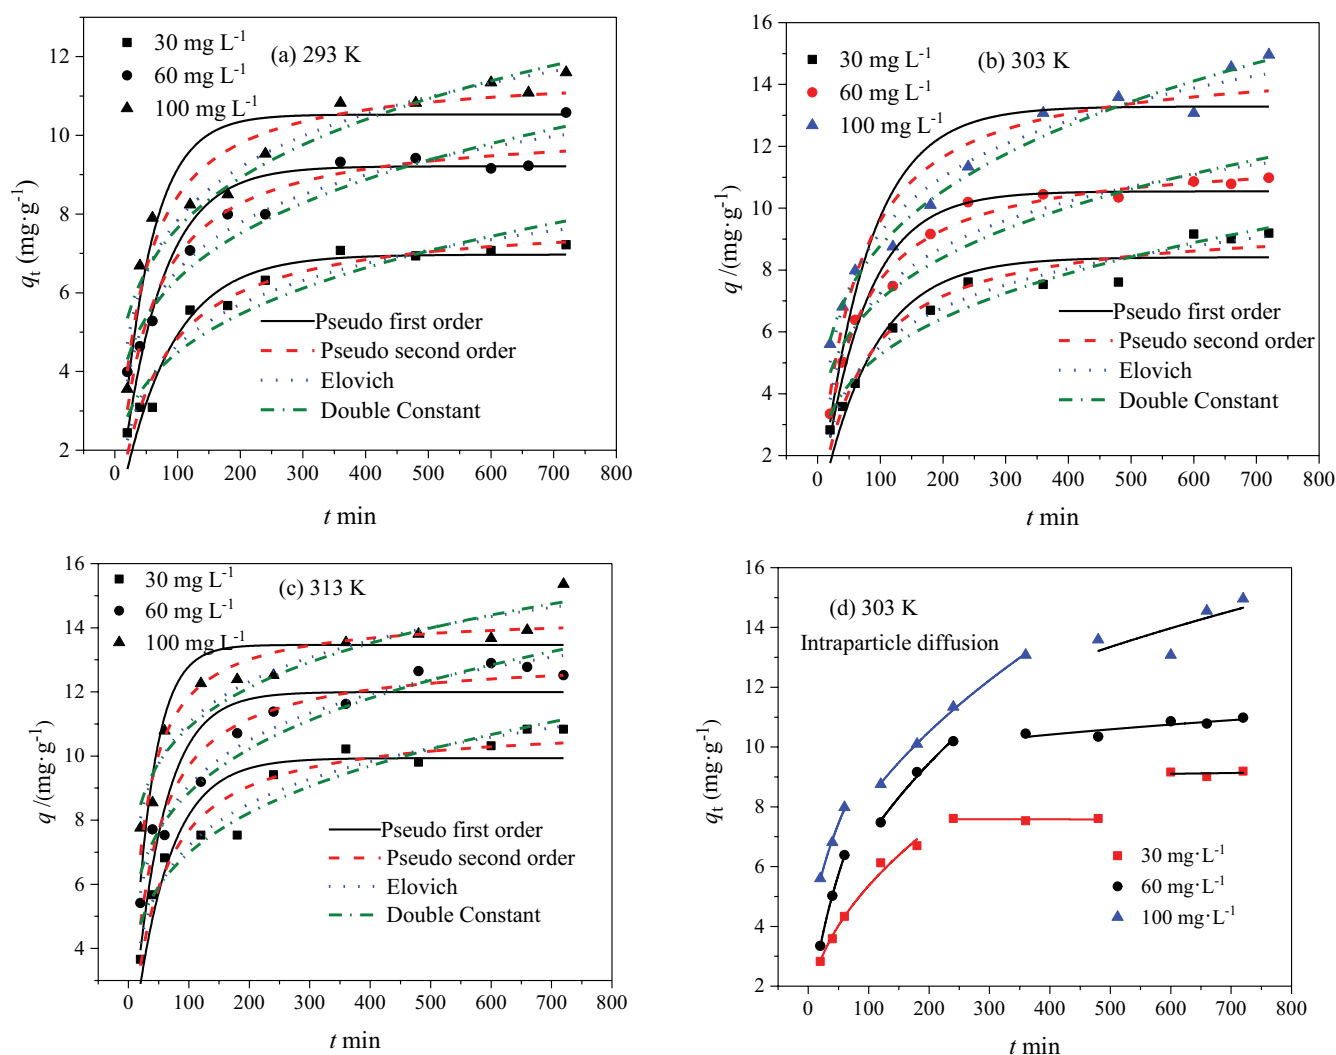 (a) 293 K
30 mg L-1
60 mg L-1
100 mg L-1
12
10
8
6
4
2
qt (mg·g-1)
Pseudo first order
Pseudo second order
Elovich
Double Constant
0 100 200 300 400 500 600 700 800
t min
(b) 303 K
30 mg L-1
60 mg L-1
100 mg L-1
16
14
12
10
8
6
4
2
q /(mg·g-1)
Pseudo first order
Pseudo second order
Elovich
Double Constant
0 100 200 300 400 500 600 700 800
t min
(c) 313 K
30 mg L-1
60 mg L-1
100 mg L-1
16
14
12
10
8
6
4
q /(mg·g-1)
Pseudo first order
Pseudo second order
Elovich
Double Constant
0 100 200 300 400 500 600 700 800
t min
(d) 303 K
Intraparticle diffusion
16
14
12
10
8
6
4
2
qt (mg·g-1)
30 mg·L-1
60 mg·L-1
100 mg·L-1
0 100 200 300 400 500 600 700 800
t min